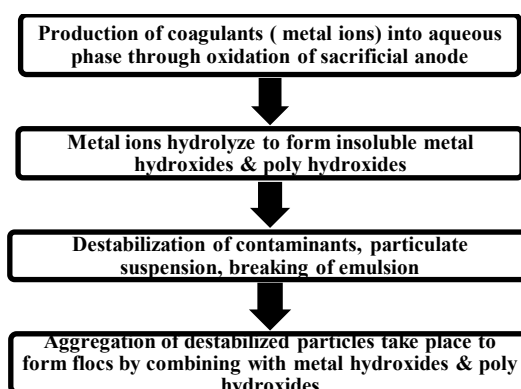 Production of coagulants ( metal ions) into aqueous
phase through oxidation of sacrificial anode
Metal ions hydrolyze to form insoluble metal
hydroxides & poly hydroxides
Destabilization of contaminants, particulate
suspension, breaking of emulsion
Aggregation of destabilized particles take place to
form flocs by combining with metal hydroxides & poly
hydroxides